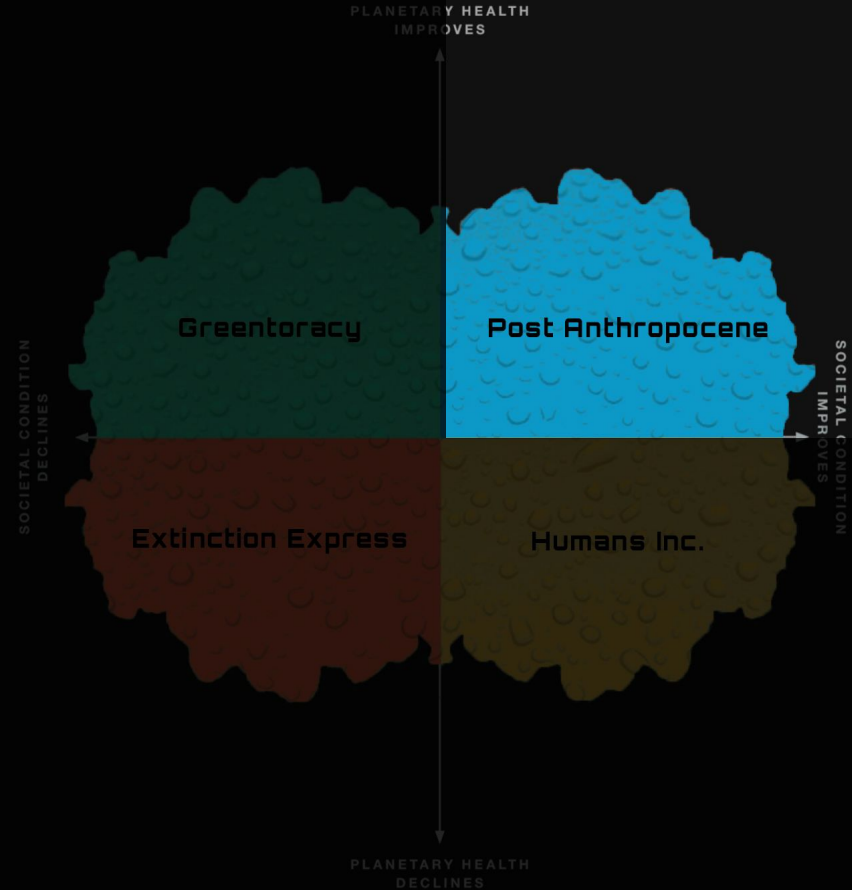 PLANETARY HEALTH
IMPROVES
Greentoracy
Post Anthropocene
SOCIETAL CONDITION
DECLINES
SOCIETAL CONDITION
IMPROVES
Extinction Express
Humans Inc.
PLANETARY HEALTH
DECLINES